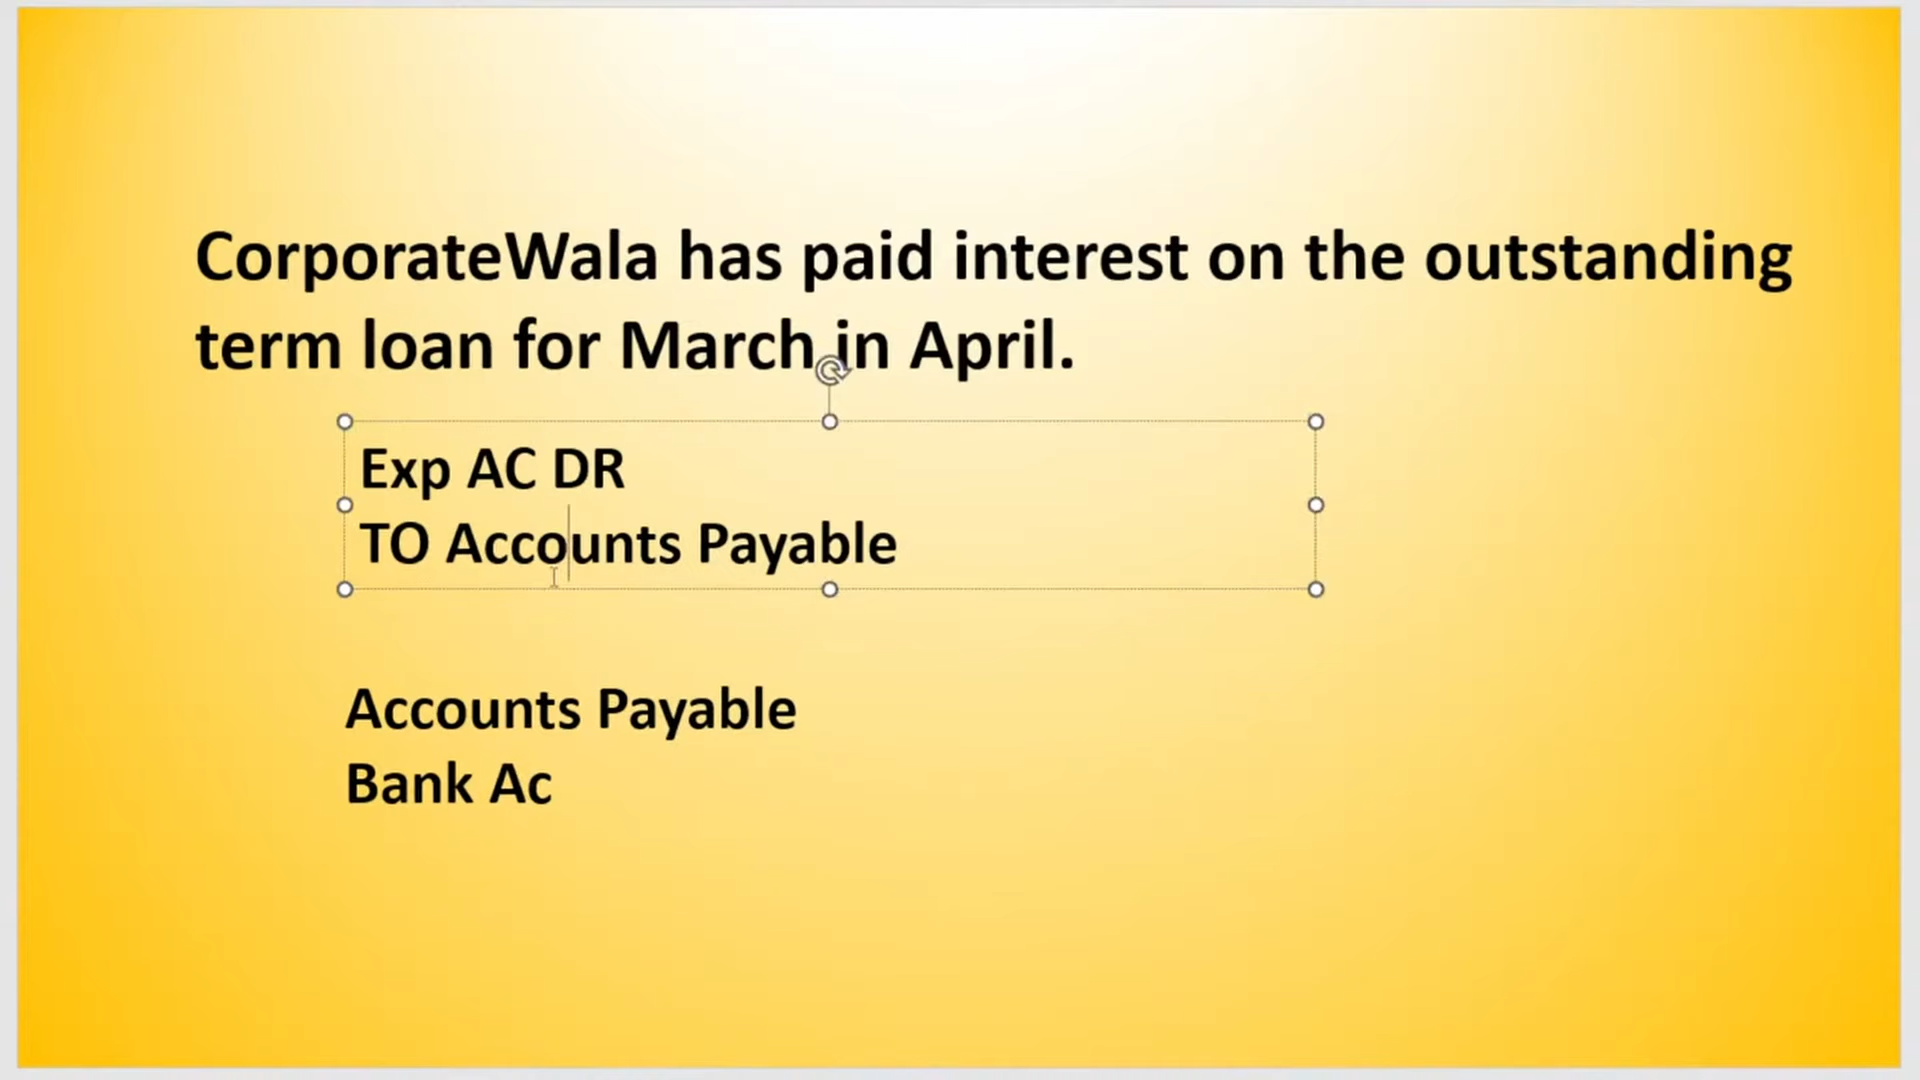 CorporateWala has paid interest on the outstanding
term loan for March in April.
Exp AC DR
TO Accounts Payable
Accounts Payable
Bank Ac